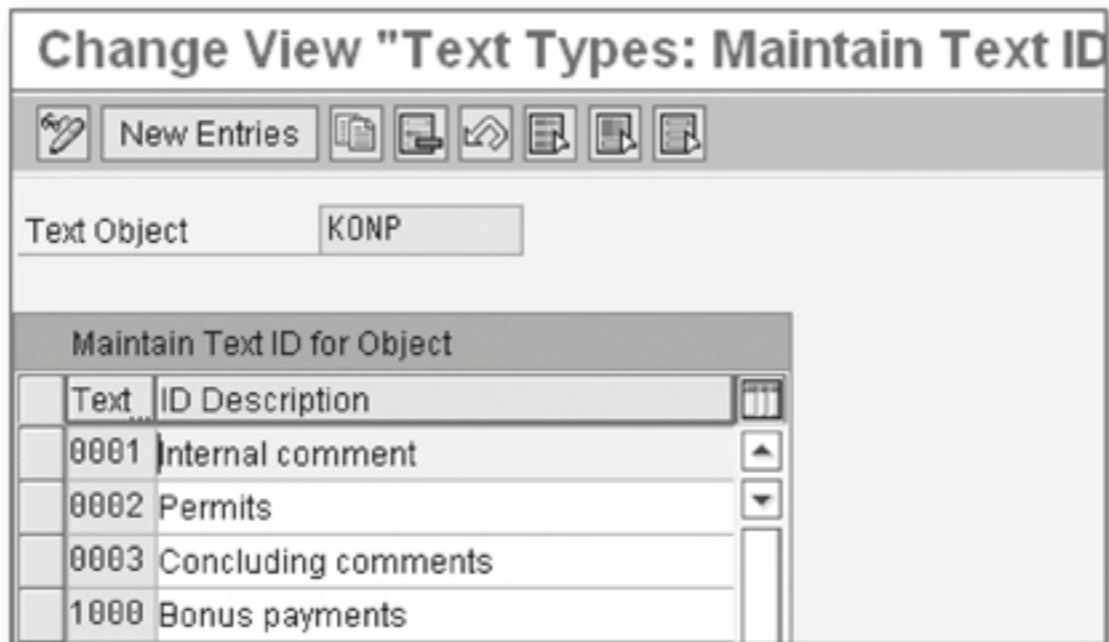 Change View "Text Types: Maintain Text ID
New Entries
Text Object KONP
Maintain Text ID for Object
Text... ID Description
0001 Internal comment
0002 Permits
0003 Concluding comments
1000 Bonus payments